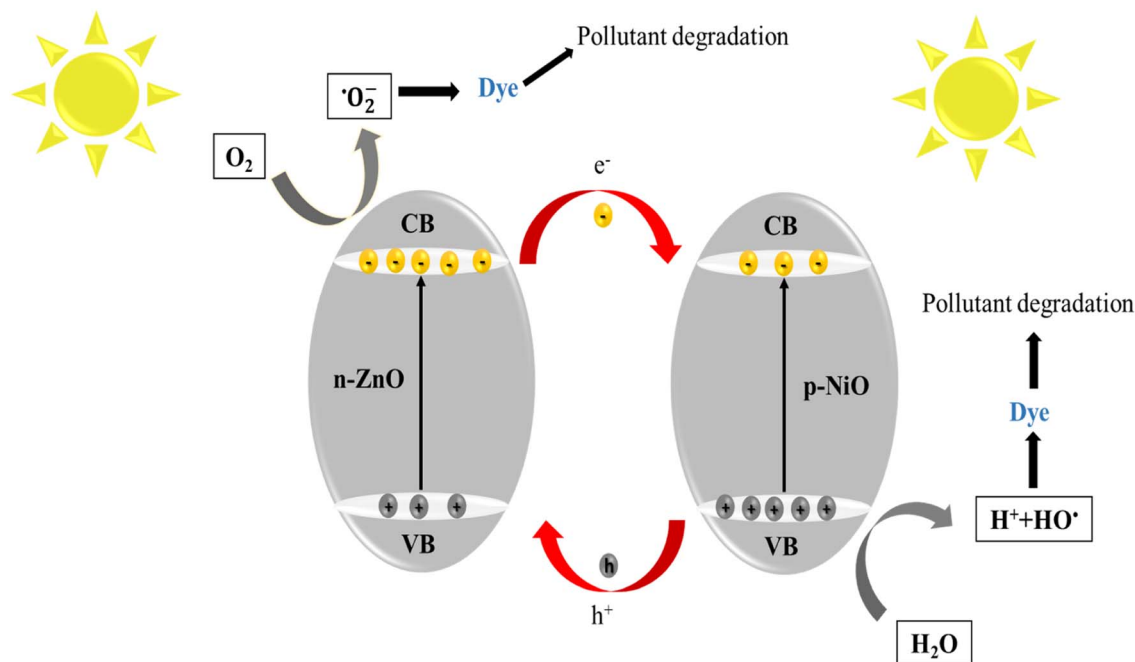 Pollutant degradation
·O₂⁻
Dye
O₂
e⁻
-
CB
CB
- - - - -
- - -
Pollutant degradation
n-ZnO
p-NiO
Dye
+ + +
+ + + + +
H⁺+HO·
VB
VB
h
h⁺
H₂O